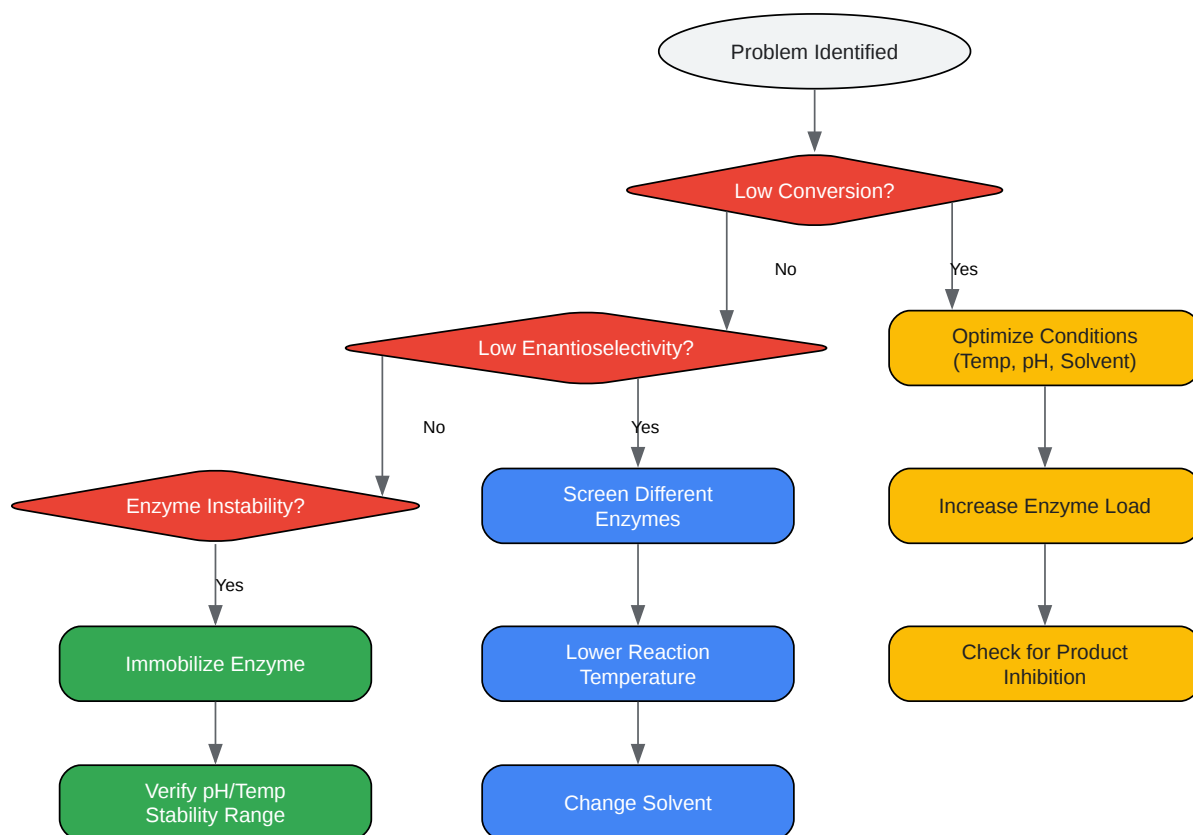 Problem Identified
Low Conversion?
No
Yes
Low Enantioselectivity?
Optimize Conditions
(Temp, pH, Solvent)
No
Yes
Enzyme Instability?
Screen Different
Enzymes
Increase Enzyme Load
Yes
Immobilize Enzyme
Lower Reaction
Temperature
Check for Product
Inhibition
Verify pH/Temp
Stability Range
Change Solvent